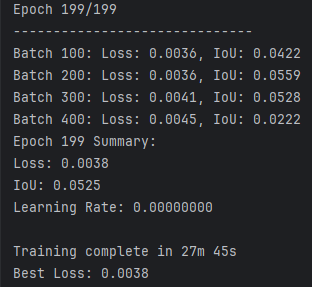 Epoch 199/199
------------------------------
Batch 100: Loss: 0.0036, IoU: 0.0422
Batch 200: Loss: 0.0036, IoU: 0.0559
Batch 300: Loss: 0.0041, IoU: 0.0528
Batch 400: Loss: 0.0045, IoU: 0.0222
Epoch 199 Summary:
Loss: 0.0038
IoU: 0.0525
Learning Rate: 0.00000000

Training complete in 27m 45s
Best Loss: 0.0038